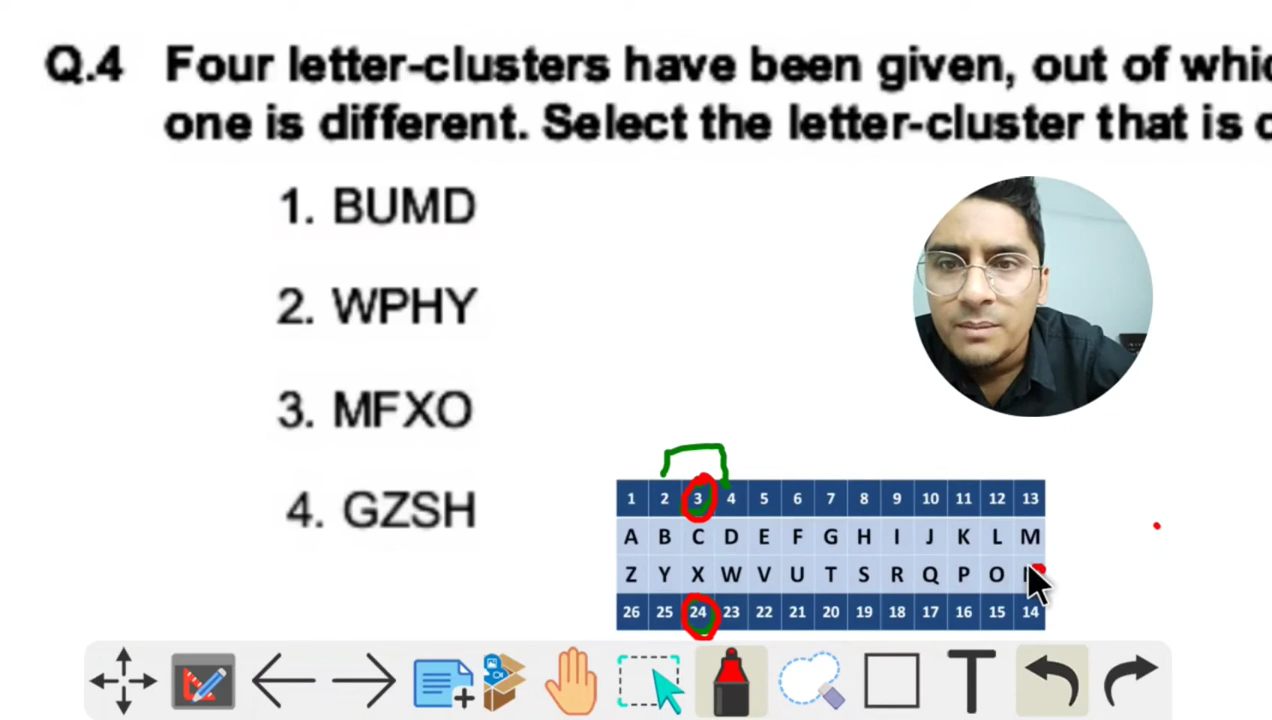 Q.4 Four letter-clusters have been given, out of
one is different. Select the letter-cluster that is
1. BUMD
2. WPHY
3. MFXO
4. GZSH
1 2 3 4 5 6 7 8 9 10 11 12 13
A B C D E F G H I J K L M
Z Y X W V U T S R Q P O
26 25 24 23 22 21 20 19 18 17 16 15 14
T